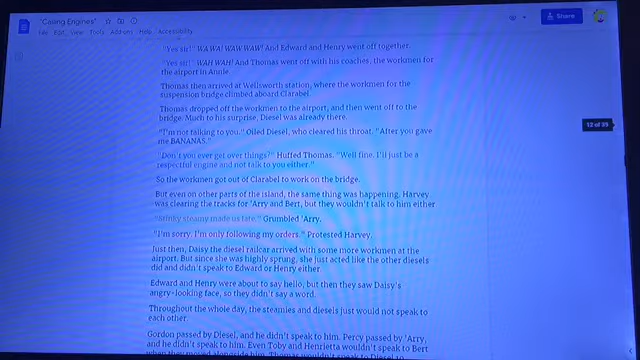 "Calling Engines"
File Edit View Tools Add-ons Help Accessibility
Share
12 of 35
"Yes sir!" WAWA! WAW WAW! And Edward and Henry went off together.
"Yes sir!" WAH WAH! And Thomas went off with his coaches, the workmen for
the airport in Annie
Thomas then arrived at Wellsworth station, where the workmen for the
suspension bridge climbed aboard Clarabel.
Thomas dropped off the workmen to the airport, and then went off to the
bridge. Much to his surprise, Diesel was already there.
"I'm not talking to you." Oiled Diesel, who cleared his throat. "After you gave
me BANANAS."
"Don't you ever get over things?" Huffed Thomas. "Well fine. I'll just be a
respectful engine and not talk to you either."
So the workmen got out of Clarabel to work on the bridge.
But even on other parts of the island, the same thing was happening. Harvey
was clearing the tracks for 'Arry and Bert, but they wouldn't talk to him either
"Stinky steamy made us late." Grumbled 'Arry.
"I'm sorry. I'm only following my orders." Protested Harvey.
Just then, Daisy the diesel railcar arrived with some more workmen at the
airport. But since she was highly sprung, she just acted like the other diesels
did and didn't speak to Edward or Henry either.
Edward and Henry were about to say hello, but then they saw Daisy's
angry-looking face, so they didn't say a word.
Throughout the whole day, the steamies and diesels just would not speak to
each other.
Gordon passed by Diesel, and he didn't speak to him. Percy passed by 'Arry,
and he didn't speak to him. Even Toby and Henrietta wouldn't speak to Bert
when they moved alongside him. Thomas wouldn't speak to Diesel